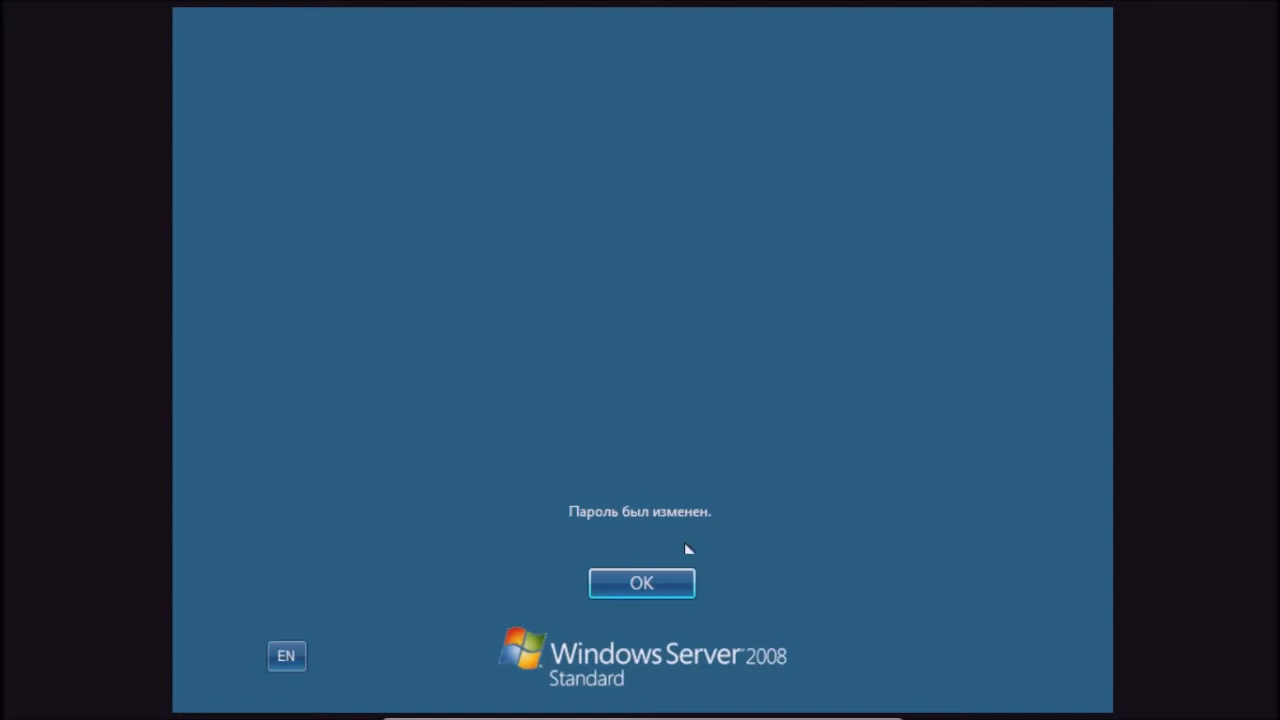 Пароль был изменен.
OK
EN
Windows Server 2008
Standard